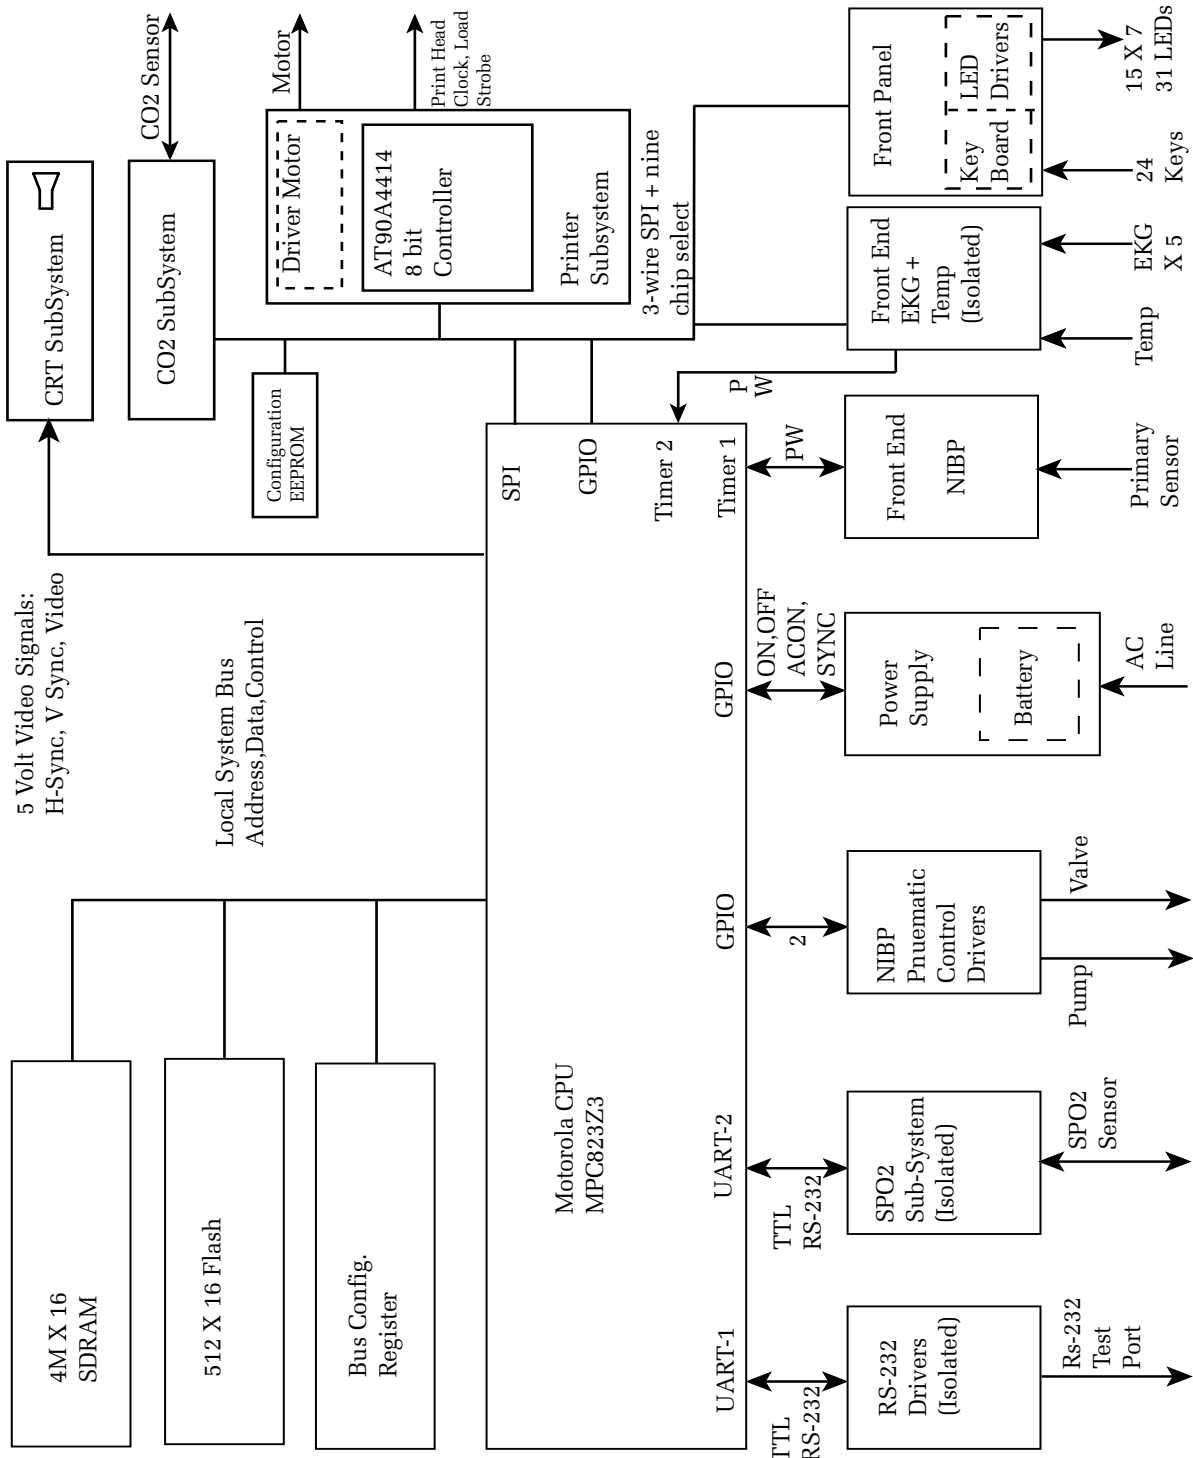 5 Volt Video Signals:
H-Sync, V Sync, Video
CRT SubSystem
CO2 Sensor
CO2 SubSystem
Motor
Print Head
Clock, Load
Strobe
Driver Motor
AT90A4414
8 bit
Controller
Printer
Subsystem
Configuration
EEPROM
3-wire SPI + nine
chip select
Local System Bus
Address,Data,Control
4M X 16
SDRAM
512 X 16 Flash
Bus Config.
Register
Motorola CPU
MPC823Z3
SPI
GPIO
Timer 2
Timer 1
GPIO
GPIO
UART-2
UART-1
TTL
RS-232
TTL
RS-232
2
ON,OFF
ACON,
SYNC
PW
P
W
RS-232
Drivers
(Isolated)
Rs-232
Test
Port
SPO2
Sub-System
(Isolated)
SPO2
Sensor
NIBP
Pnuematic
Control
Drivers
Pump
Valve
Power
Supply
Battery
AC
Line
Front End
NIBP
Primary
Sensor
Front End
EKG +
Temp
(Isolated)
Temp
EKG
X 5
Front Panel
Key
Board
LED
Drivers
24
Keys
15 X 7
31 LEDs